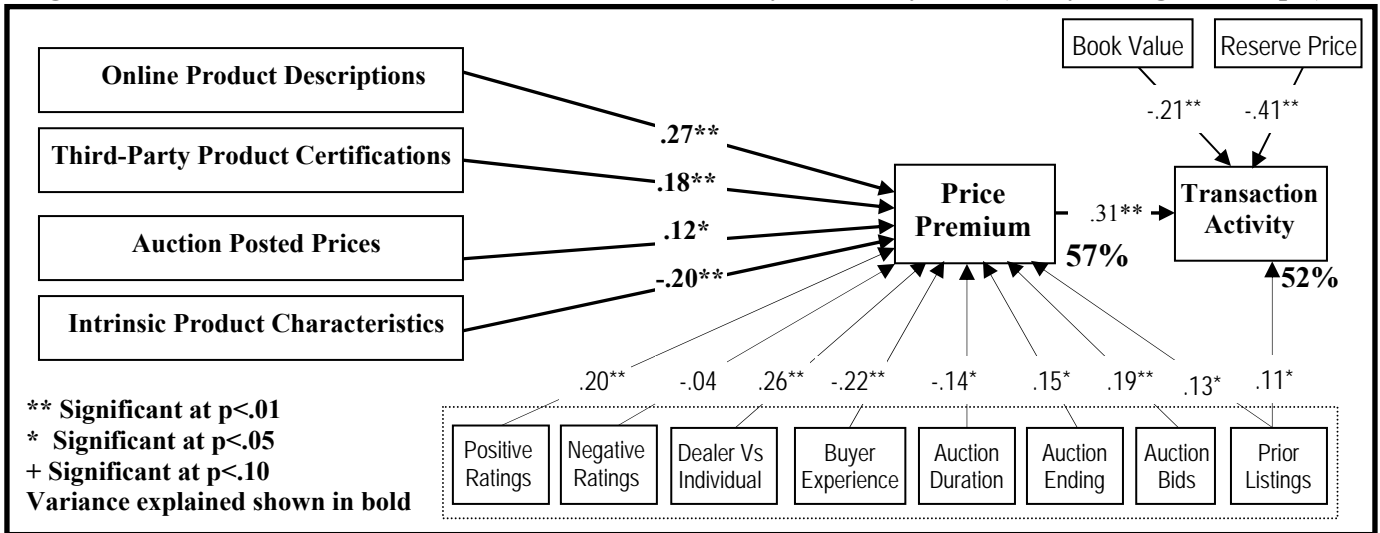 Book Value
Reserve Price
Online Product Descriptions
-.21**
-.41**
.27**
Third-Party Product Certifications
.18**
Price
Premium
Transaction
Activity
.31**
Auction Posted Prices
.12*
57%
52%
-.20**
Intrinsic Product Characteristics
.20**
-.04
.26**
-.22**
-.14*
.15*
.19**
.13*
.11*
** Significant at p<.01
* Significant at p<.05
+ Significant at p<.10
Variance explained shown in bold
Positive
Ratings
Negative
Ratings
Dealer Vs
Individual
Buyer
Experience
Auction
Duration
Auction
Ending
Auction
Bids
Prior
Listings